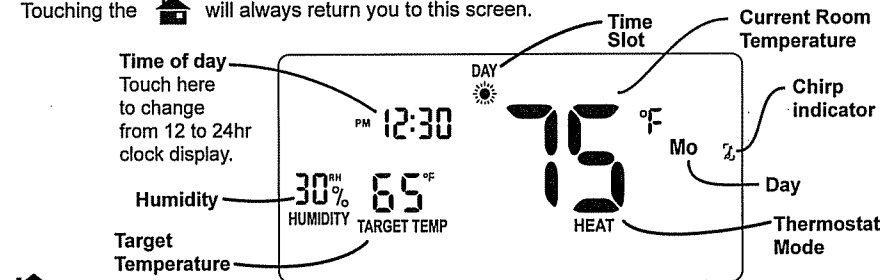 Touching the will always return you to this screen.
Time
Slot
Current Room
Temperature
Time of day
Touch here
to change
from 12 to 24hr
clock display.
DAY
PM 12:30
75 °F
Chirp
indicator
Mo
Day
Humidity
30 RH %
HUMIDITY
65 °F
TARGET TEMP
HEAT
Thermostat
Mode
Target
Temperature